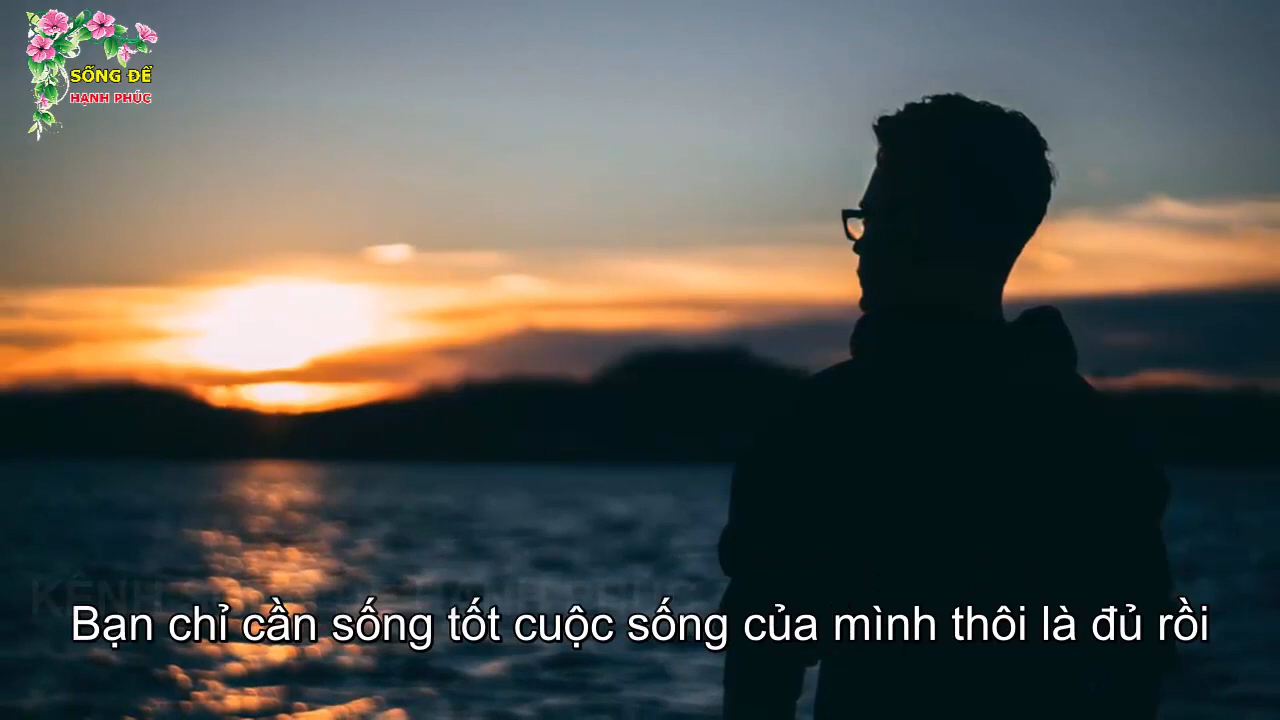 SỐNG ĐỂ
HẠNH PHÚC
Bạn chỉ cần sống tốt cuộc sống của mình thôi là đủ rồi